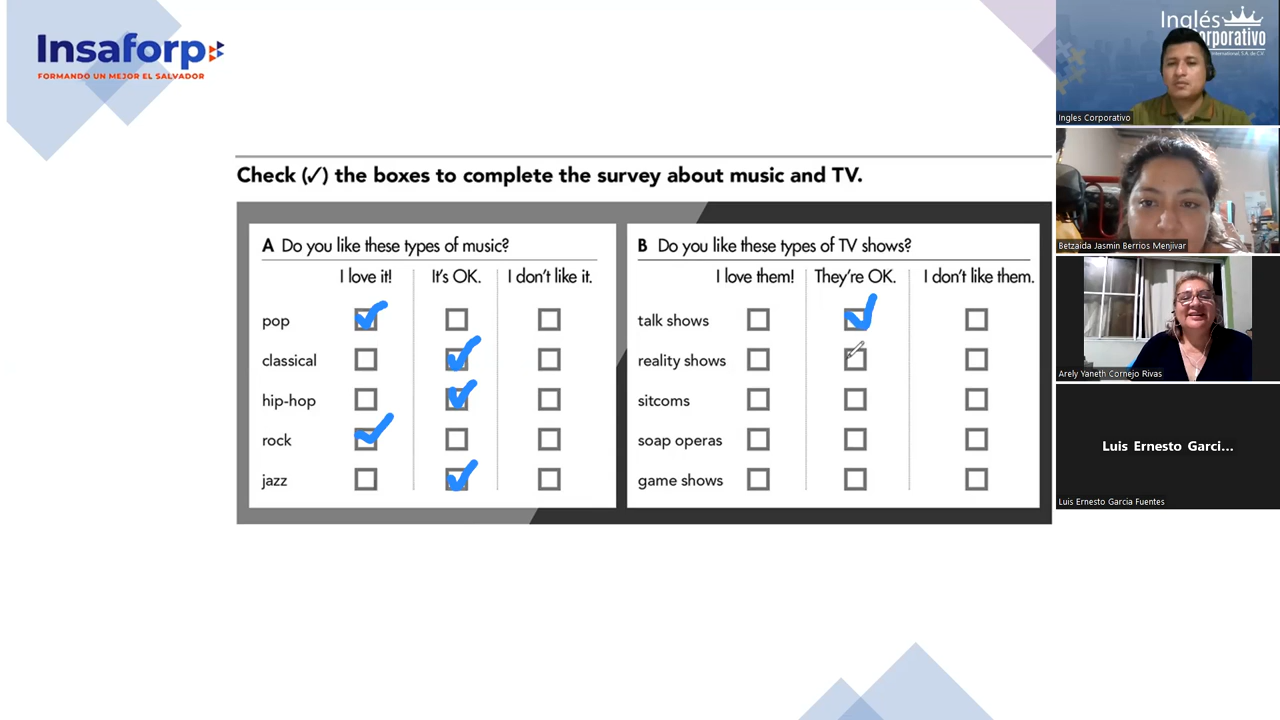 Insaforp
FORMANDO UN MEJOR EL SALVADOR
Check (✓) the boxes to complete the survey about music and TV.
A Do you like these types of music?
I love it! It's OK. I don't like it.
pop
classical
hip-hop
rock
jazz
B Do you like these types of TV shows?
I love them! They're OK. I don't like them.
talk shows
reality shows
sitcoms
soap operas
game shows
Inglés
Corporativo
International, S.A. de C.V.
Ingles Corporativo
Betzaida Jasmin Berrios Menjivar
Arely Yaneth Cornejo Rivas
Luis Ernesto Garci...
Luis Ernesto Garcia Fuentes